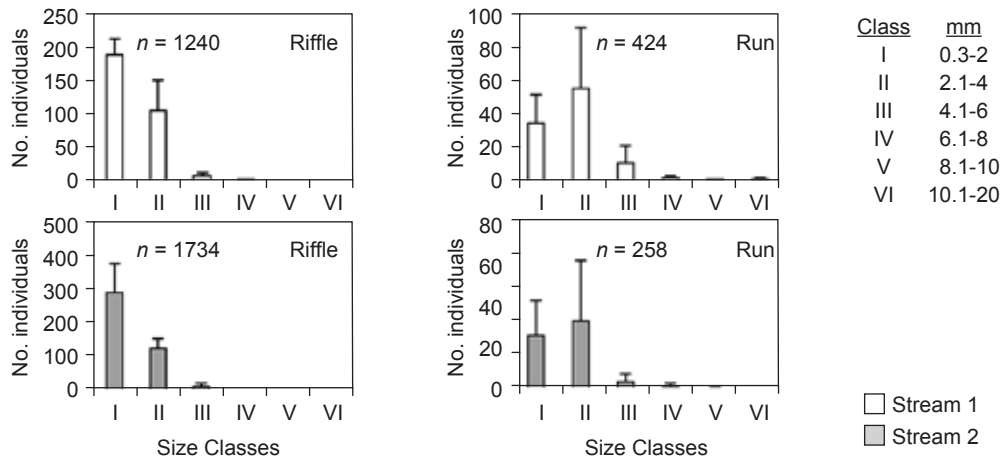 No. individuals
250
200
150
100
50
0
n = 1240 Riffle
I II III IV V VI
No. individuals
100
80
60
40
20
0
n = 424 Run
I II III IV V VI
Class mm
I 0.3-2
II 2.1-4
III 4.1-6
IV 6.1-8
V 8.1-10
VI 10.1-20
No. individuals
500
400
300
200
100
0
n = 1734 Riffle
I II III IV V VI
Size Classes
No. individuals
80
60
40
20
n = 258 Run
I II III IV V VI
Size Classes
Stream 1
Stream 2